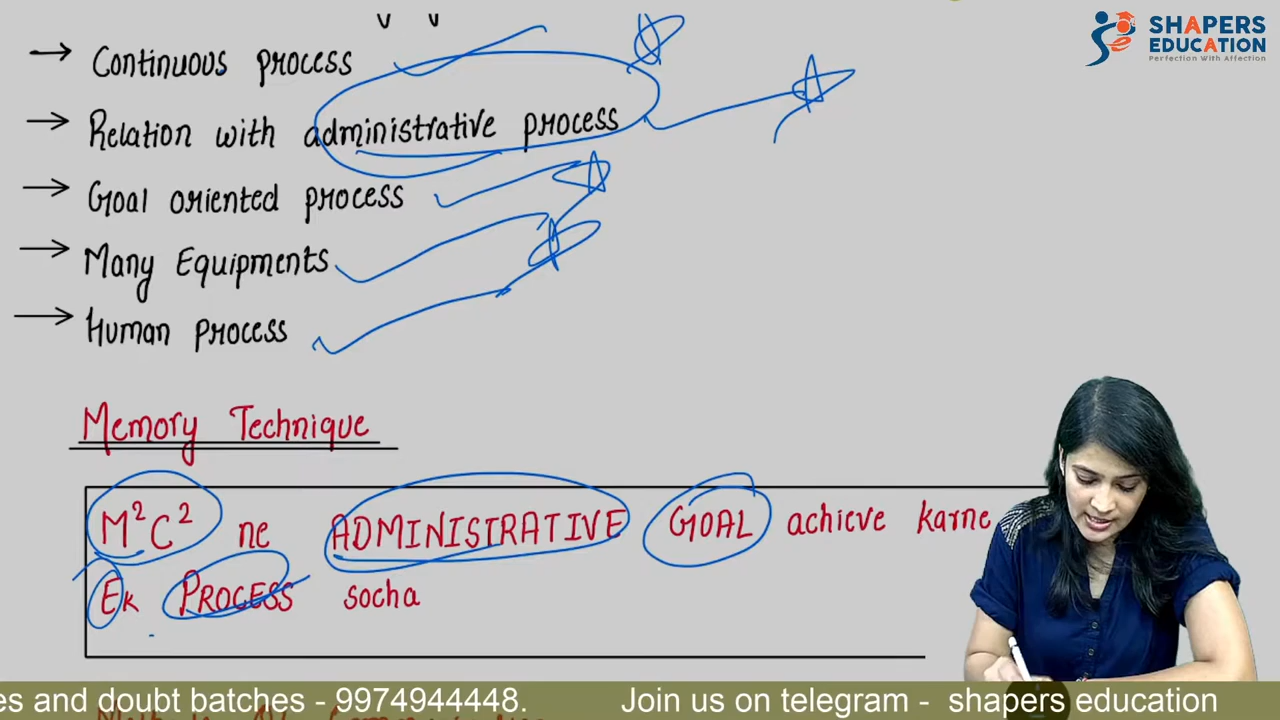 SHAPERS
EDUCATION
Perfection With Affection
→ Continuous process
→ Relation with administrative process
→ Goal oriented process
→ Many Equipments
→ Human process
Memory Technique
M²C² ne ADMINISTRATIVE GOAL achieve karne
Ek PROCESS socha
es and doubt batches - 9974944448. Join us on telegram - shapers education